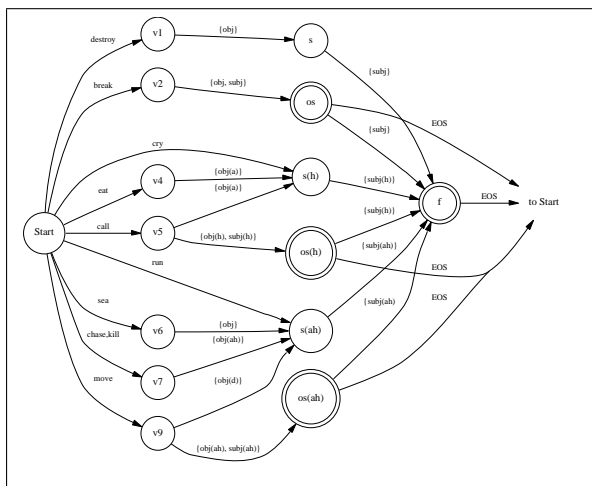 v1
{obj}
s
destroy
{subj}
v2
break
{obj, subj}
os
EOS
{subj}
cry
{obj(a)}
s(h)
{subj(h)}
v4
eat
{obj(a)}
f
EOS
to Start
{subj(h)}
Start
call
v5
{obj(h), subj(h)}
os(h)
{subj(ah)}
run
EOS
sea
{obj}
s(ah)
{subj(ah)
EOS
v6
{obj(ah)}
chase,kill
v7
{obj(d)}
move
os(ah)
v9
{obj(ah), subj(ah)}